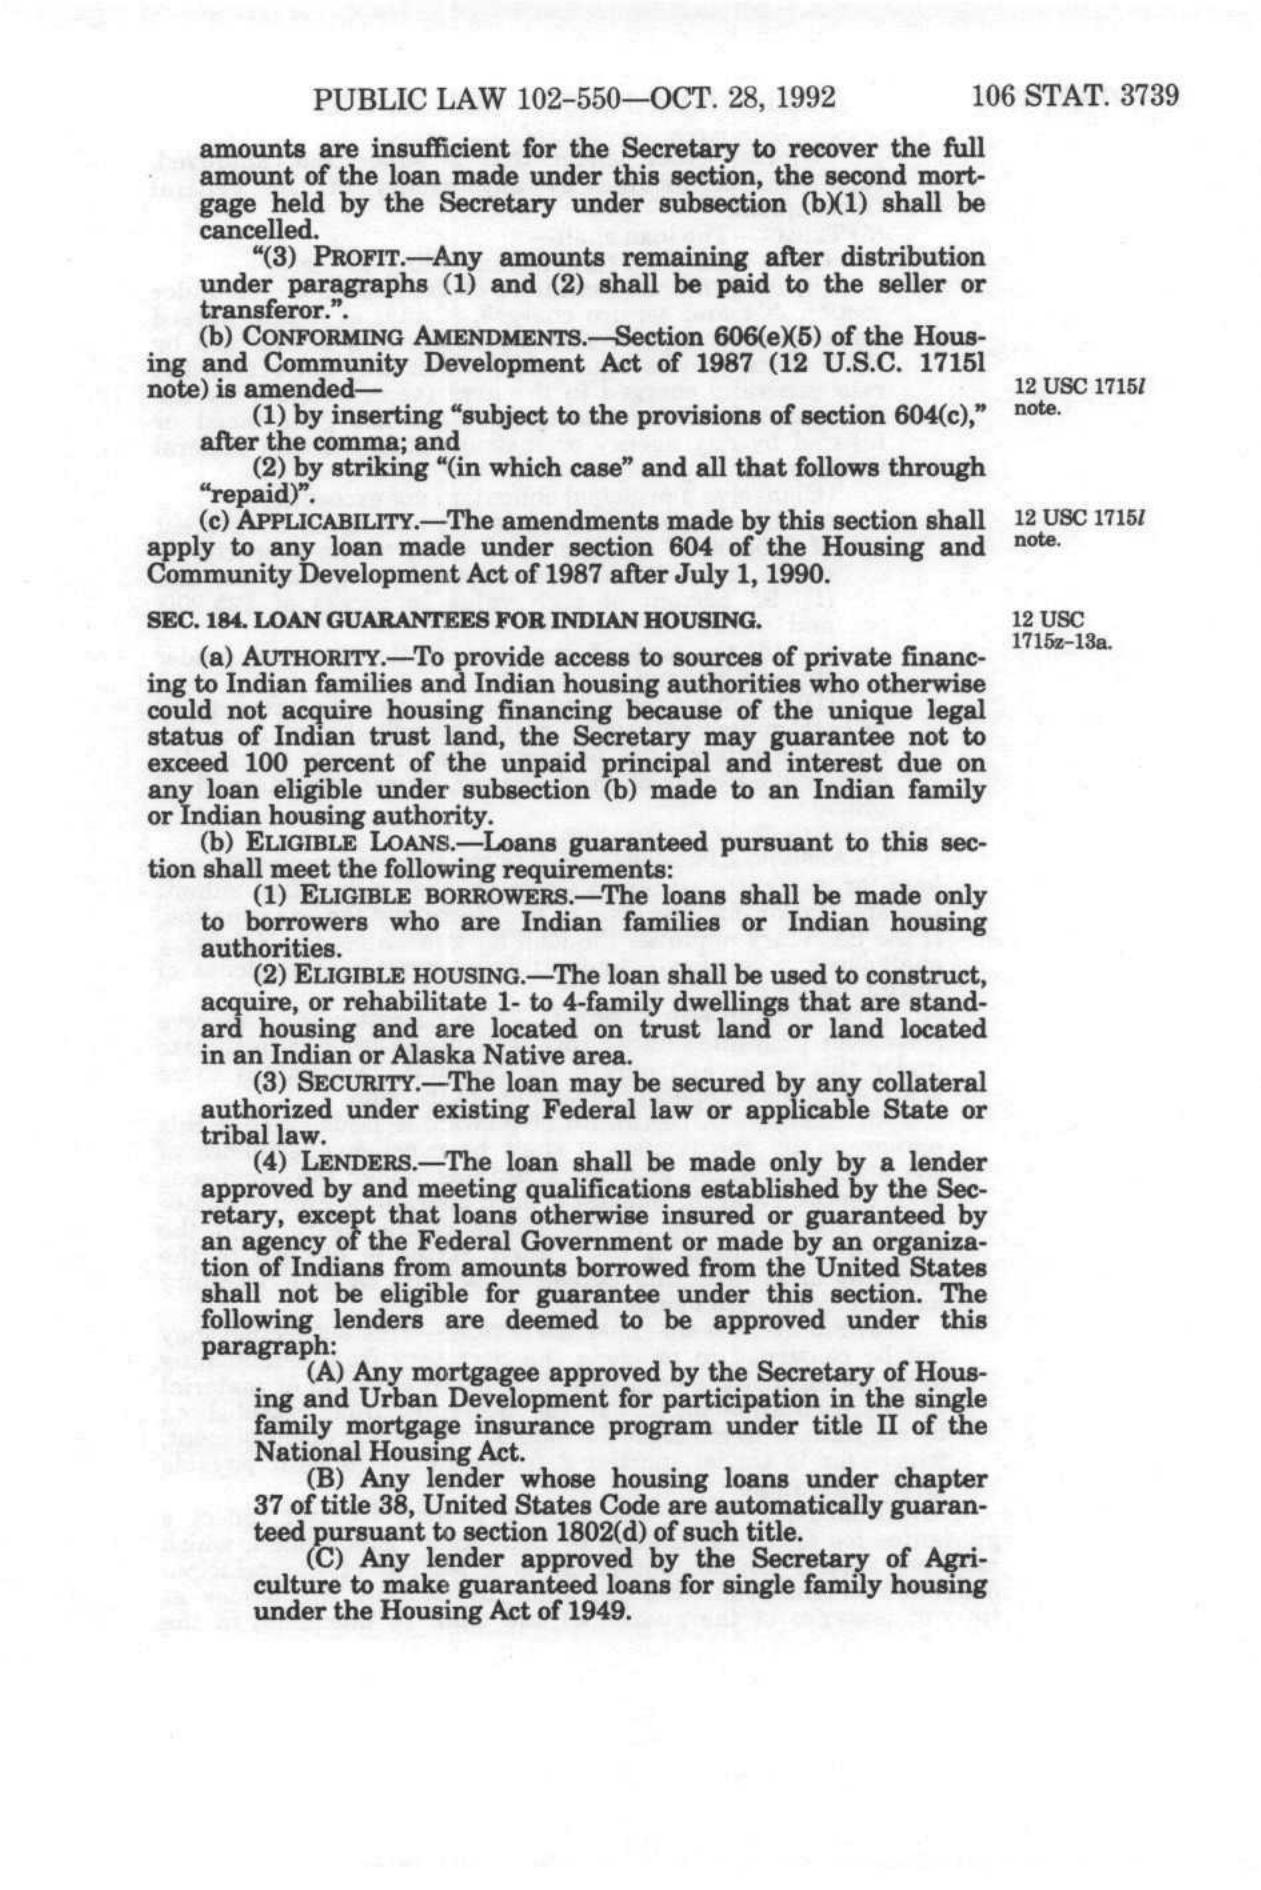 PUBLIC LAW 102–550—OCT. 28, 1992
106 STAT. 3739
amounts are insufficient for the Secretary to recover the full
amount of the loan made under this section, the second mort-
gage held by the Secretary under subsection (b)(1) shall be
cancelled.
“(3) PROFIT.—Any amounts remaining after distribution
under paragraphs (1) and (2) shall be paid to the seller or
transferor.”.
(b) CONFORMING AMENDMENTS.—Section 606(e)(5) of the Hous-
ing and Community Development Act of 1987 (12 U.S.C. 1715l
note) is amended—
12 USC 1715l
note.
(1) by inserting “subject to the provisions of section 604(c),”
after the comma; and
(2) by striking “(in which case” and all that follows through
“repaid)”.
(c) APPLICABILITY.—The amendments made by this section shall
apply to any loan made under section 604 of the Housing and
Community Development Act of 1987 after July 1, 1990.
12 USC 1715l
note.
SEC. 184. LOAN GUARANTEES FOR INDIAN HOUSING.
12 USC
1715z–13a.
(a) AUTHORITY.—To provide access to sources of private financ-
ing to Indian families and Indian housing authorities who otherwise
could not acquire housing financing because of the unique legal
status of Indian trust land, the Secretary may guarantee not to
exceed 100 percent of the unpaid principal and interest due on
any loan eligible under subsection (b) made to an Indian family
or Indian housing authority.
(b) ELIGIBLE LOANS.—Loans guaranteed pursuant to this sec-
tion shall meet the following requirements:
(1) ELIGIBLE BORROWERS.—The loans shall be made only
to borrowers who are Indian families or Indian housing
authorities.
(2) ELIGIBLE HOUSING.—The loan shall be used to construct,
acquire, or rehabilitate 1- to 4-family dwellings that are stand-
ard housing and are located on trust land or land located
in an Indian or Alaska Native area.
(3) SECURITY.—The loan may be secured by any collateral
authorized under existing Federal law or applicable State or
tribal law.
(4) LENDERS.—The loan shall be made only by a lender
approved by and meeting qualifications established by the Sec-
retary, except that loans otherwise insured or guaranteed by
an agency of the Federal Government or made by an organiza-
tion of Indians from amounts borrowed from the United States
shall not be eligible for guarantee under this section. The
following lenders are deemed to be approved under this
paragraph:
(A) Any mortgagee approved by the Secretary of Hous-
ing and Urban Development for participation in the single
family mortgage insurance program under title II of the
National Housing Act.
(B) Any lender whose housing loans under chapter
37 of title 38, United States Code are automatically guaran-
teed pursuant to section 1802(d) of such title.
(C) Any lender approved by the Secretary of Agri-
culture to make guaranteed loans for single family housing
under the Housing Act of 1949.